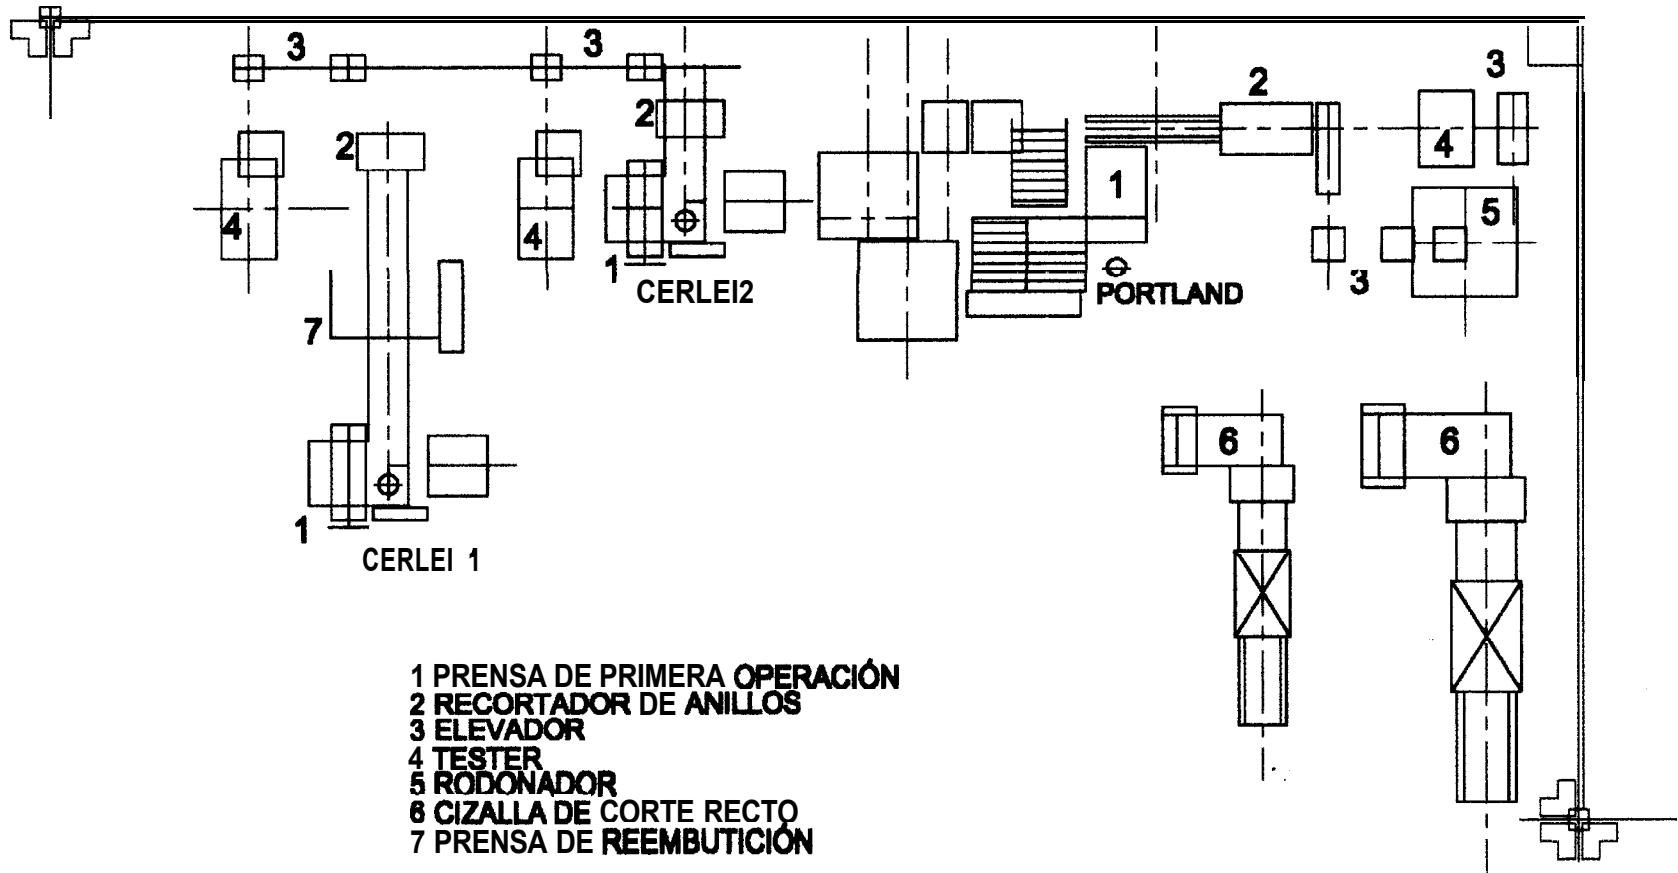 3
3
2
3
2
2
4
1
5
4
4
1
CERLEI2
PORTLAND
3
7
6
6
1
CERLEI 1
1 PRENSA DE PRIMERA OPERACIÓN
2 RECORTADOR DE ANILLOS
3 ELEVADOR
4 TESTER
5 RODONADOR
6 CIZALLA DE CORTE RECTO
7 PRENSA DE REEMBUTICIÓN